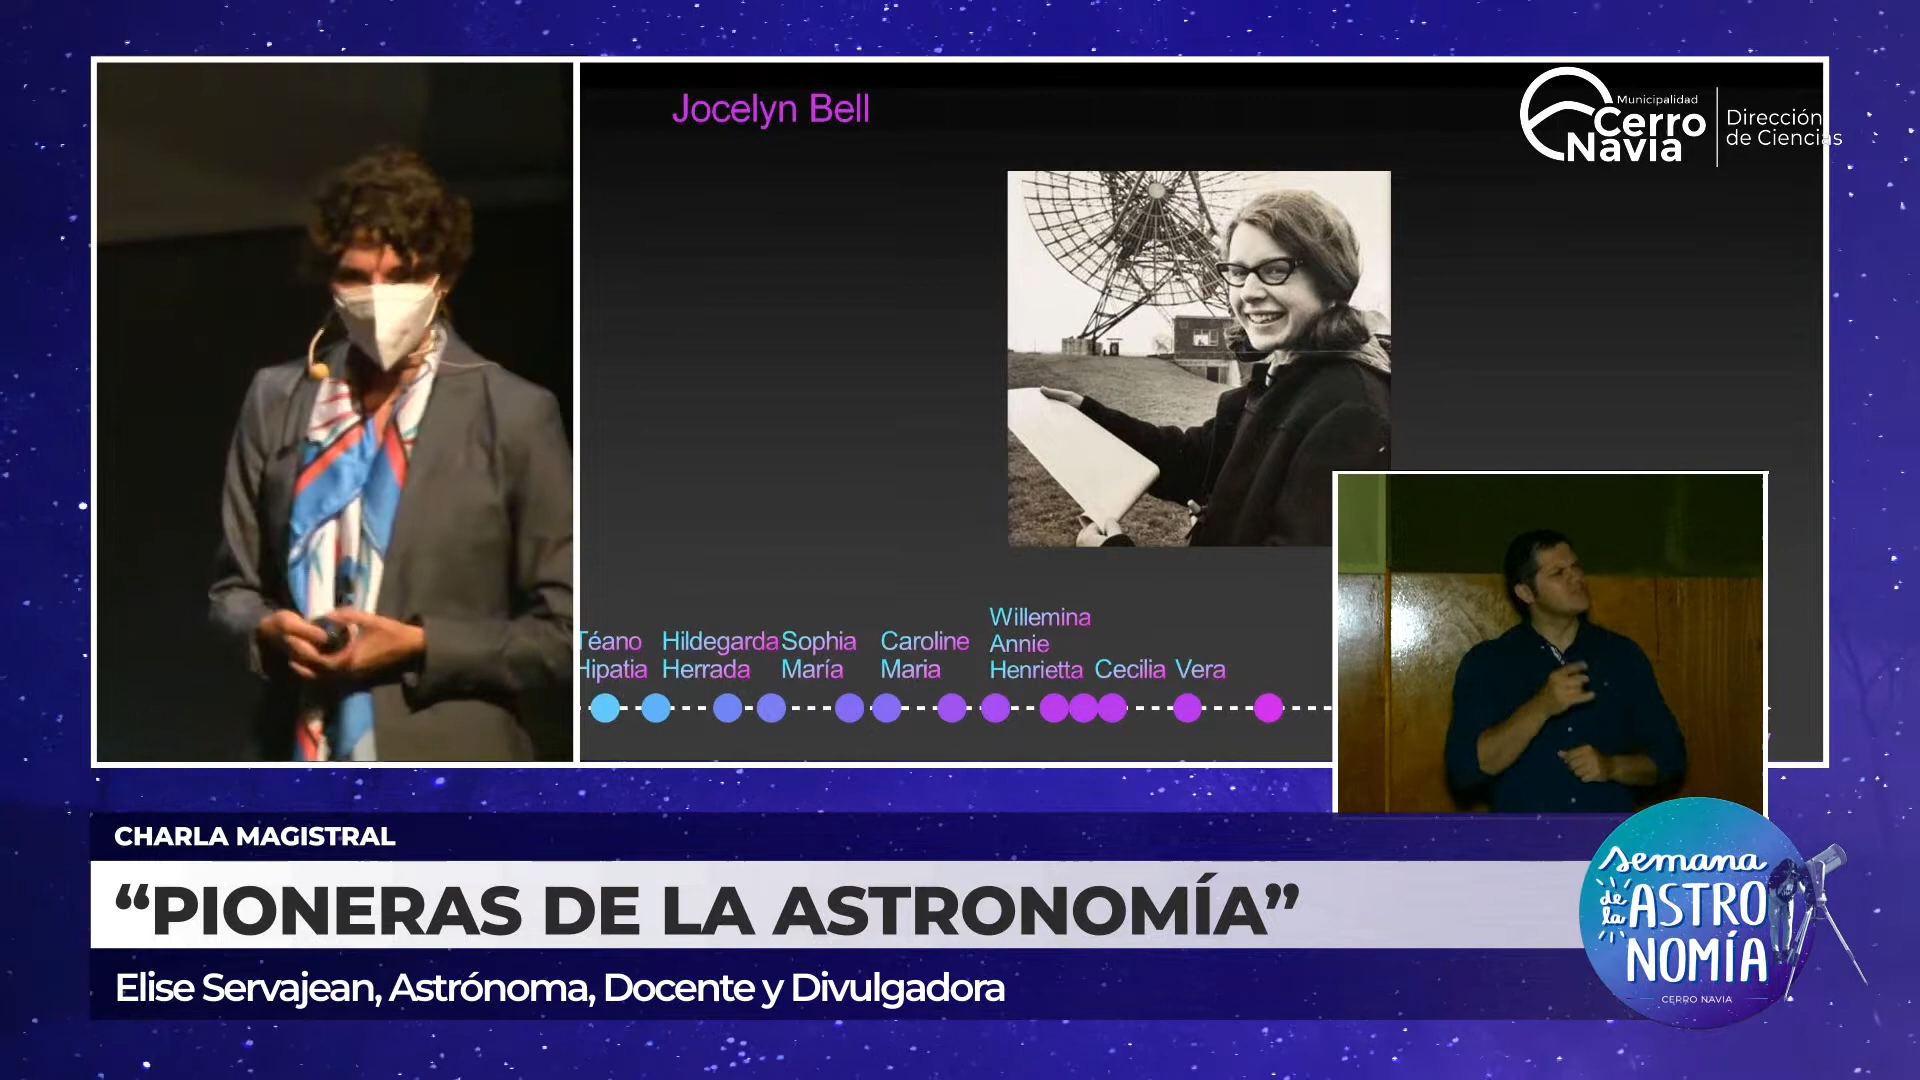 Jocelyn Bell
Municipalidad
Cerro
Navia
Dirección
de Ciencias
Willemina
Téano Hildegarda Sophia Caroline Annie
Hipatia Herrada María Maria Henrietta Cecilia Vera
CHARLA MAGISTRAL
“PIONERAS DE LA ASTRONOMÍA”
Elise Servajean, Astrónoma, Docente y Divulgadora
Semana
de la ASTRO
NOMÍA
CERRO NAVIA